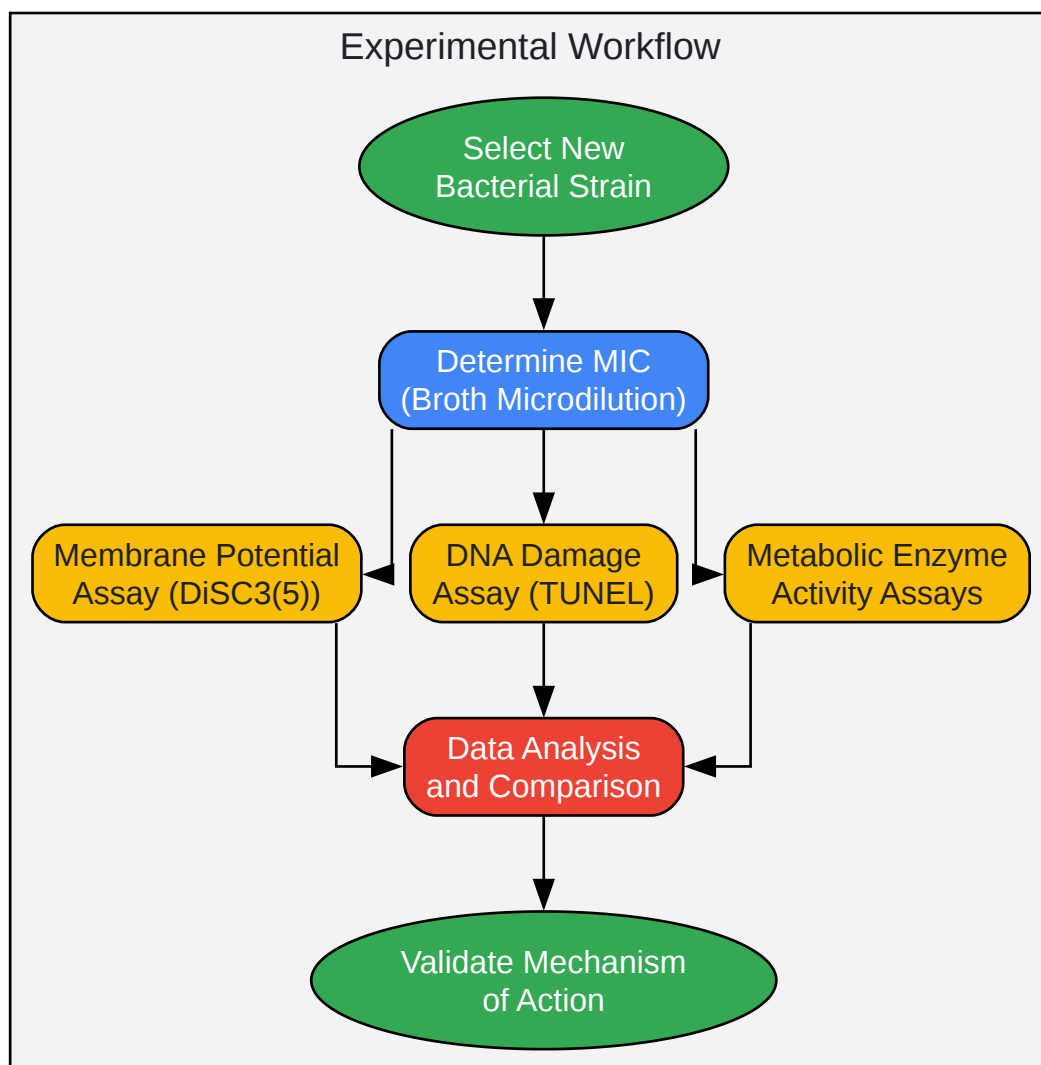 Experimental Workflow
Select New
Bacterial Strain
Determine MIC
(Broth Microdilution)
Membrane Potential
Assay (DiSC3(5))
DNA Damage
Assay (TUNEL)
Metabolic Enzyme
Activity Assays
Data Analysis
and Comparison
Validate Mechanism
of Action